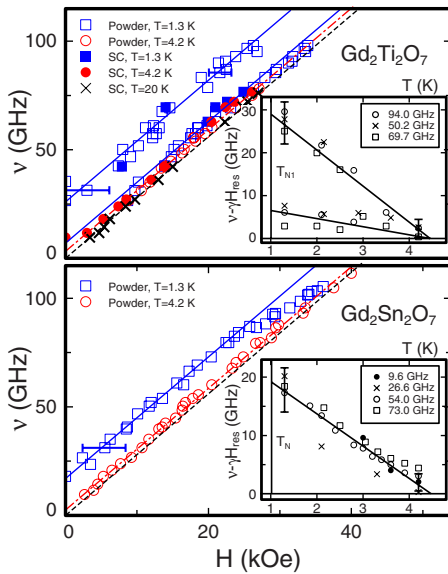 Powder, T=1.3 K
Powder, T=4.2 K
SC, T=1.3 K
SC, T=4.2 K
SC, T=20 K
Gd2Ti2O7
100
50
0
ν (GHz)
T (K)
94.0 GHz
50.2 GHz
69.7 GHz
TN1
ν-γHres (GHz)
30
20
10
0
1 2 3 4
Powder, T=1.3 K
Powder, T=4.2 K
Gd2Sn2O7
100
50
0
ν (GHz)
T (K)
9.6 GHz
26.6 GHz
54.0 GHz
73.0 GHz
TN
ν-γHres (GHz)
20
15
10
5
0
1 2 3 4
0 20 40
H (kOe)